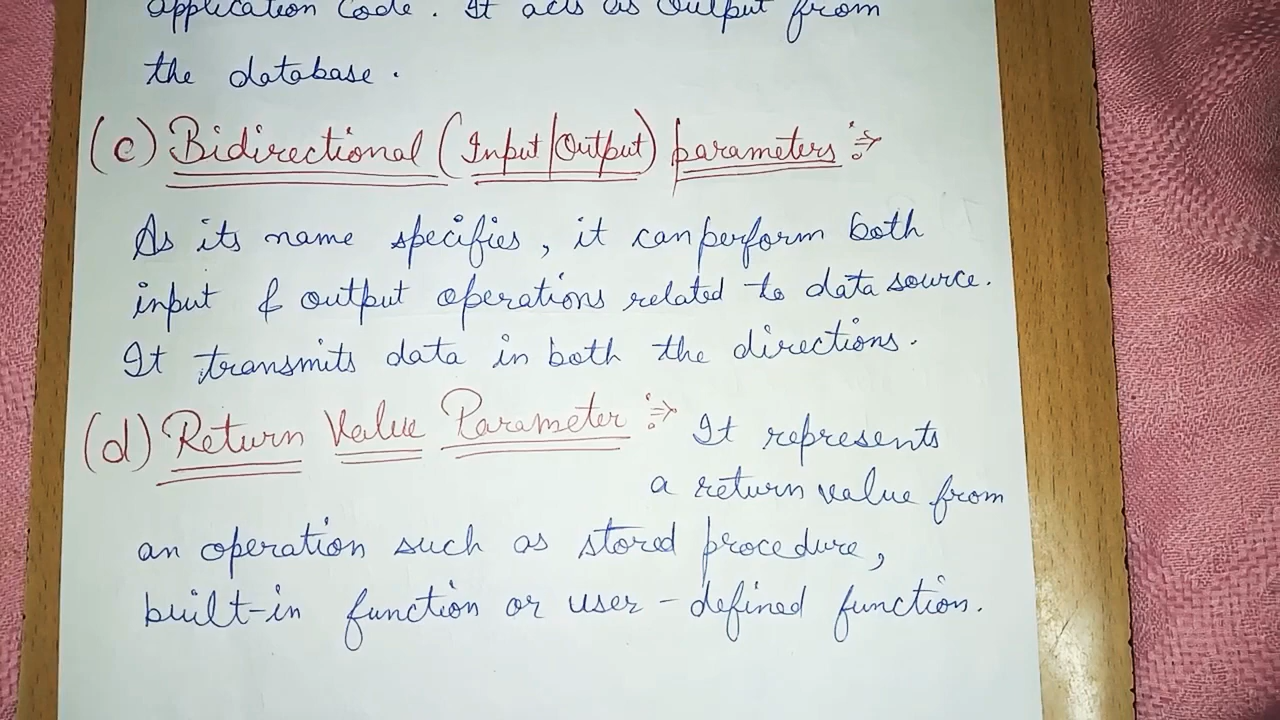 application Code. It acts as Output from
the database.
(c) Bidirectional (Input/Output) parameters :->
As its name specifies, it can perform both
input & output operations related to data source.
It transmits data in both the directions.
(d) Return Value Parameter :-> It represents
a return value from
an operation such as stored procedure,
built-in function or user-defined function.